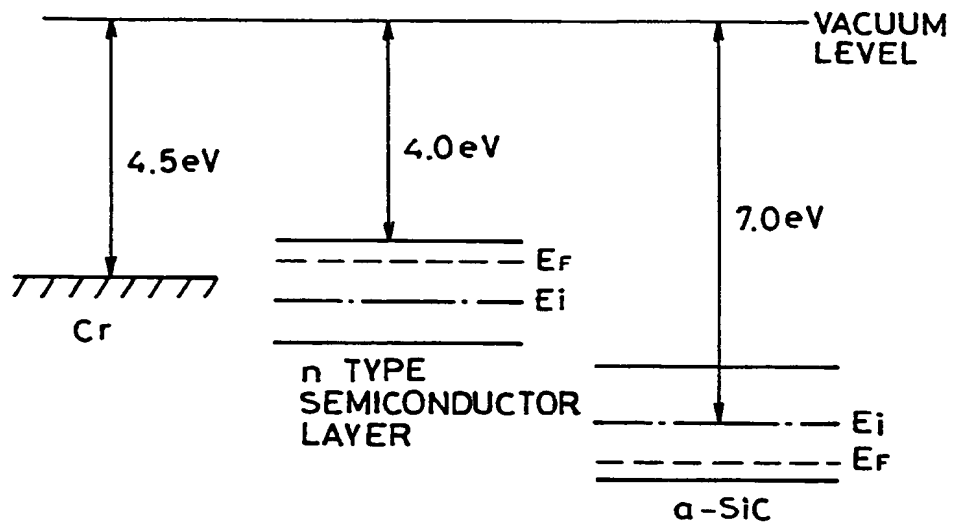 VACUUM
LEVEL
4.5eV
4.0eV
7.0eV
EF
Ei
Cr
n TYPE
SEMICONDUCTOR
LAYER
Ei
EF
a-SiC